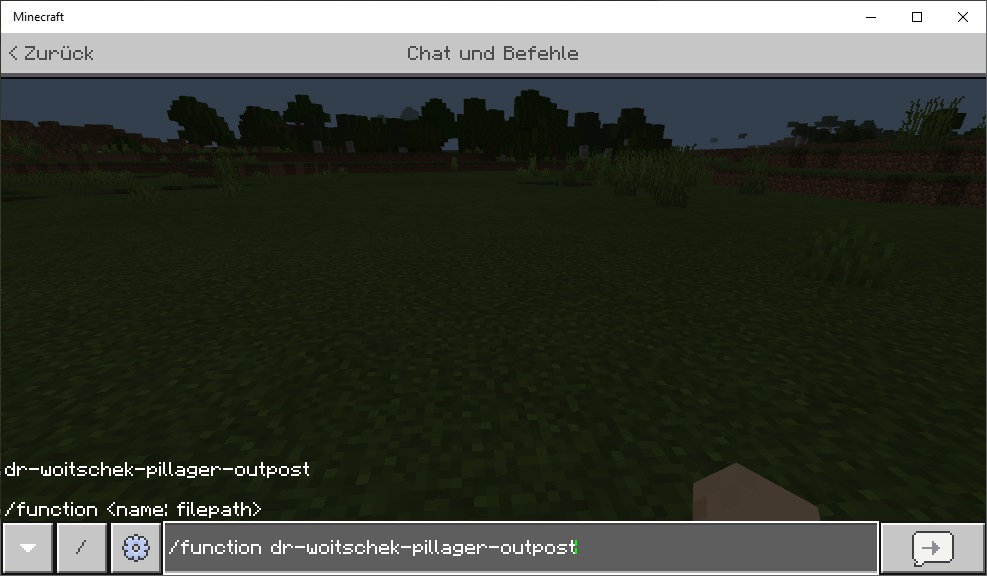 Minecraft
< Zurück
Chat und Befehle
dr-woitschek-pillager-outpost
/function <name: filepath>
/
/function dr-woitschek-pillager-outpost